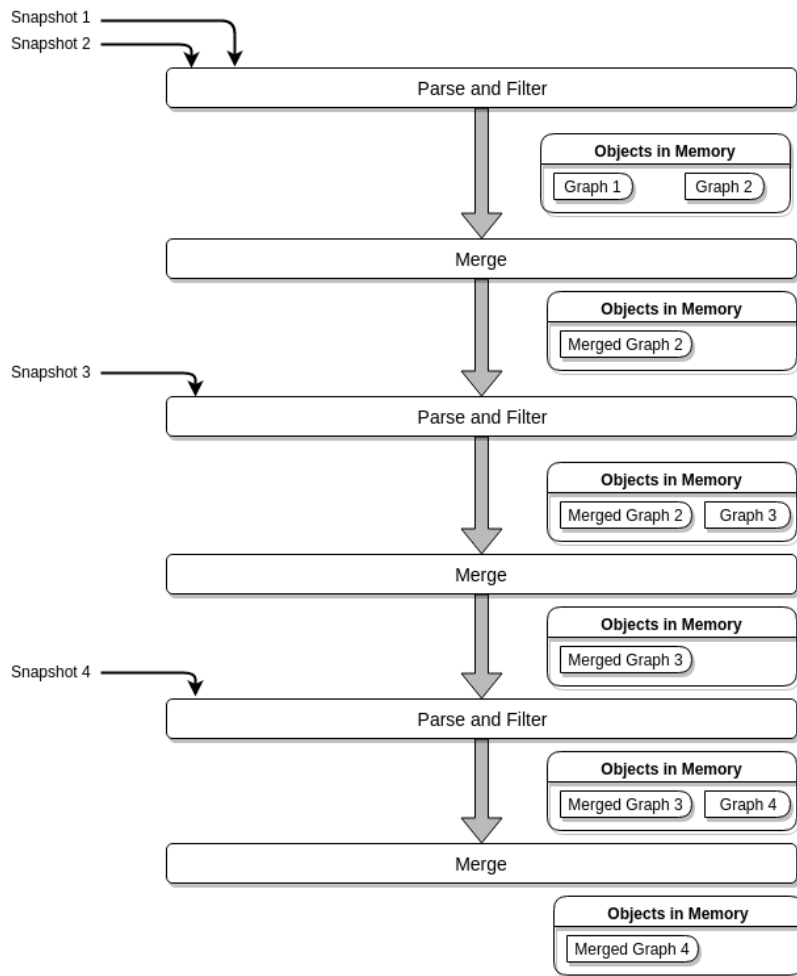 Snapshot 1
Snapshot 2
Parse and Filter
Objects in Memory
Graph 1 Graph 2
Merge
Objects in Memory
Merged Graph 2
Snapshot 3
Parse and Filter
Objects in Memory
Merged Graph 2 Graph 3
Merge
Objects in Memory
Merged Graph 3
Snapshot 4
Parse and Filter
Objects in Memory
Merged Graph 3 Graph 4
Merge
Objects in Memory
Merged Graph 4